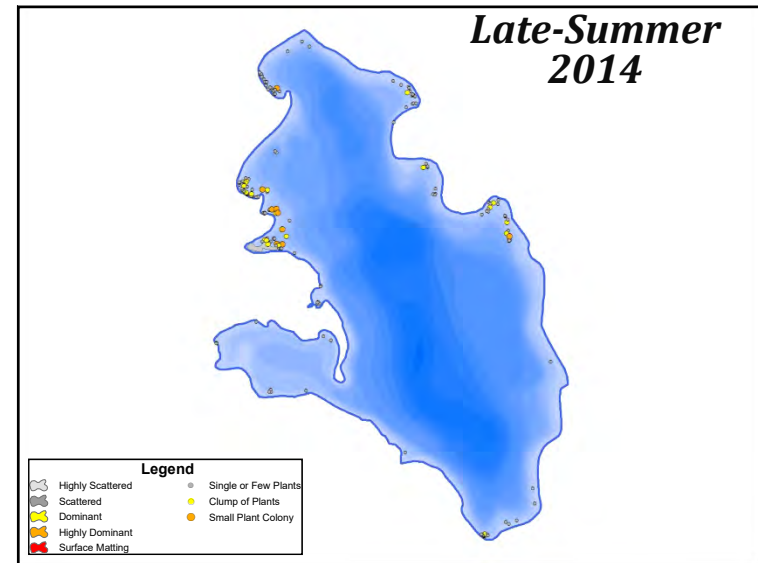 Late-Summer
2014
Legend
Highly Scattered
Scattered
Dominant
Highly Dominant
Surface Matting
Single or Few Plants
Clump of Plants
Small Plant Colony